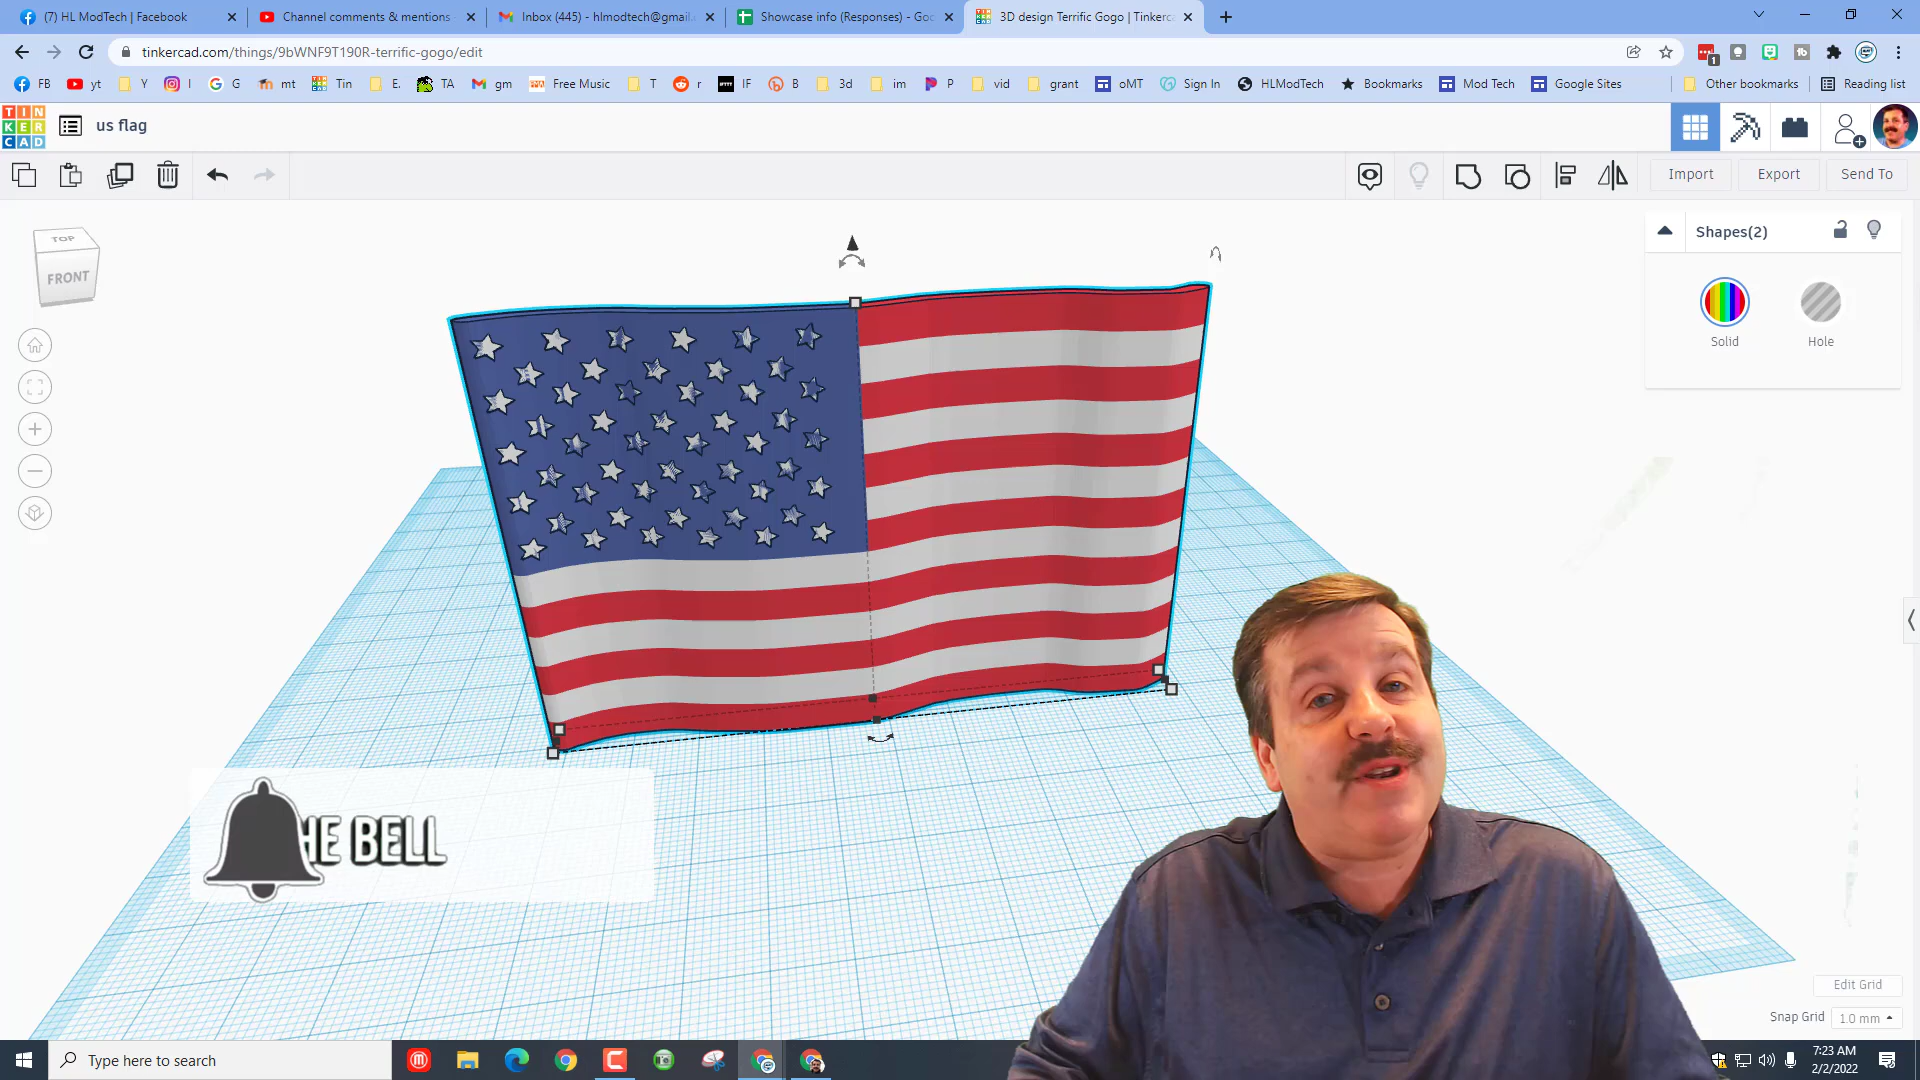 (7) HL ModTech | Facebook
Channel comments & mentions
Inbox (445) - hlmodtech@gmail.
Showcase info (Responses) - Goo
3D design Terrific Gogo | Tinkerca
tinkercad.com/things/9bWNF9T190R-terrific-gogo/edit
1
FB
yt
Y
I
G
mt
Tin
E.
TA
gm
Free Music
T
r
IF
B
3d
im
P
vid
grant
oMT
Sign In
HLModTech
Bookmarks
Mod Tech
Google Sites
Other bookmarks
Reading list
TIN
KER
CAD
us flag
Import
Export
Send To
TOP
FRONT
Shapes(2)
Solid
Hole
HE BELL
Edit Grid
Snap Grid
1.0 mm
Type here to search
7:23 AM
2/2/2022